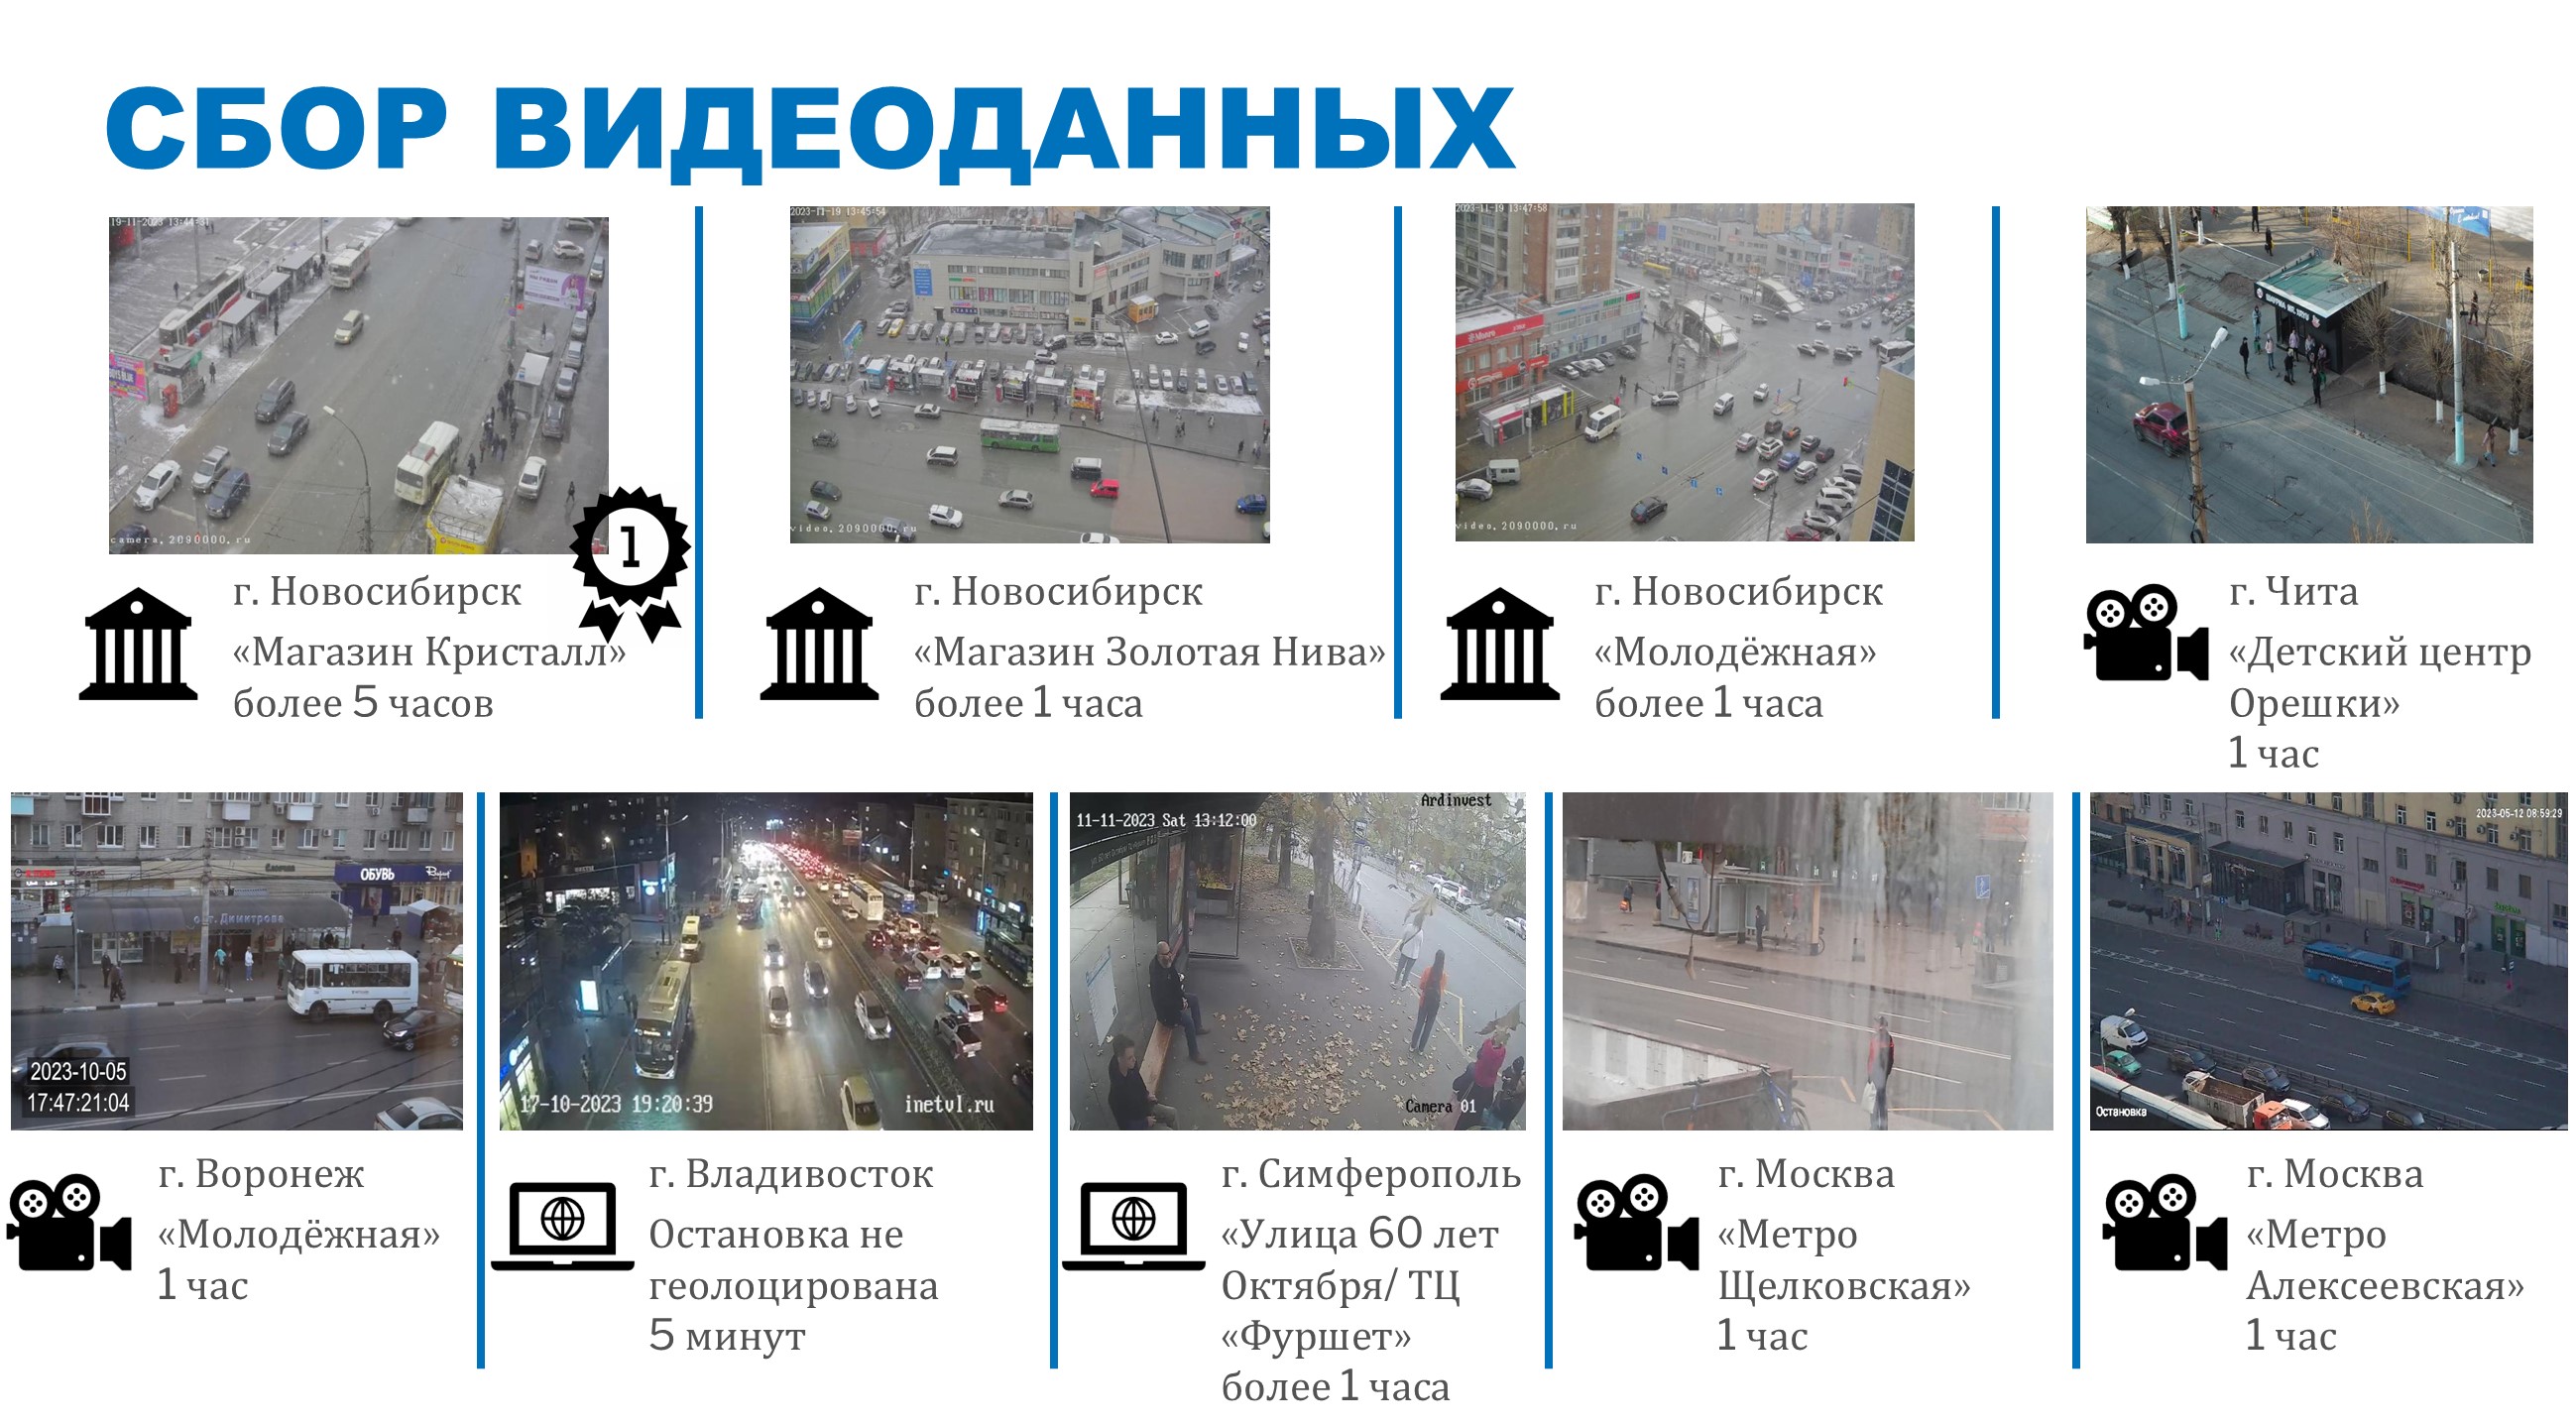 СБОР ВИДЕОДАННЫХ
19-11-2023 13:44:31
camera.2090000.ru
1
г. Новосибирск
«Магазин Кристалл»
более 5 часов
2023-11-19 13:45:54
video.2090000.ru
г. Новосибирск
«Магазин Золотая Нива»
более 1 часа
2023-11-19 13:47:58
video.2090000.ru
г. Новосибирск
«Молодёжная»
более 1 часа
г. Чита
«Детский центр
Орешки»
1 час
ОБУВЬ
ост. Димитрова
2023-10-05
17:47:21:04
г. Воронеж
«Молодёжная»
1 час
17-10-2023 19:20:39
inetvl.ru
г. Владивосток
Остановка не
геолоцирована
5 минут
Ardinvest
11-11-2023 Sat 13:12:00
Camera 01
г. Симферополь
«Улица 60 лет
Октября/ ТЦ
«Фуршет»
более 1 часа
г. Москва
«Метро
Щелковская»
1 час
2023-05-12 08:59:29
Остановка
г. Москва
«Метро
Алексеевская»
1 час